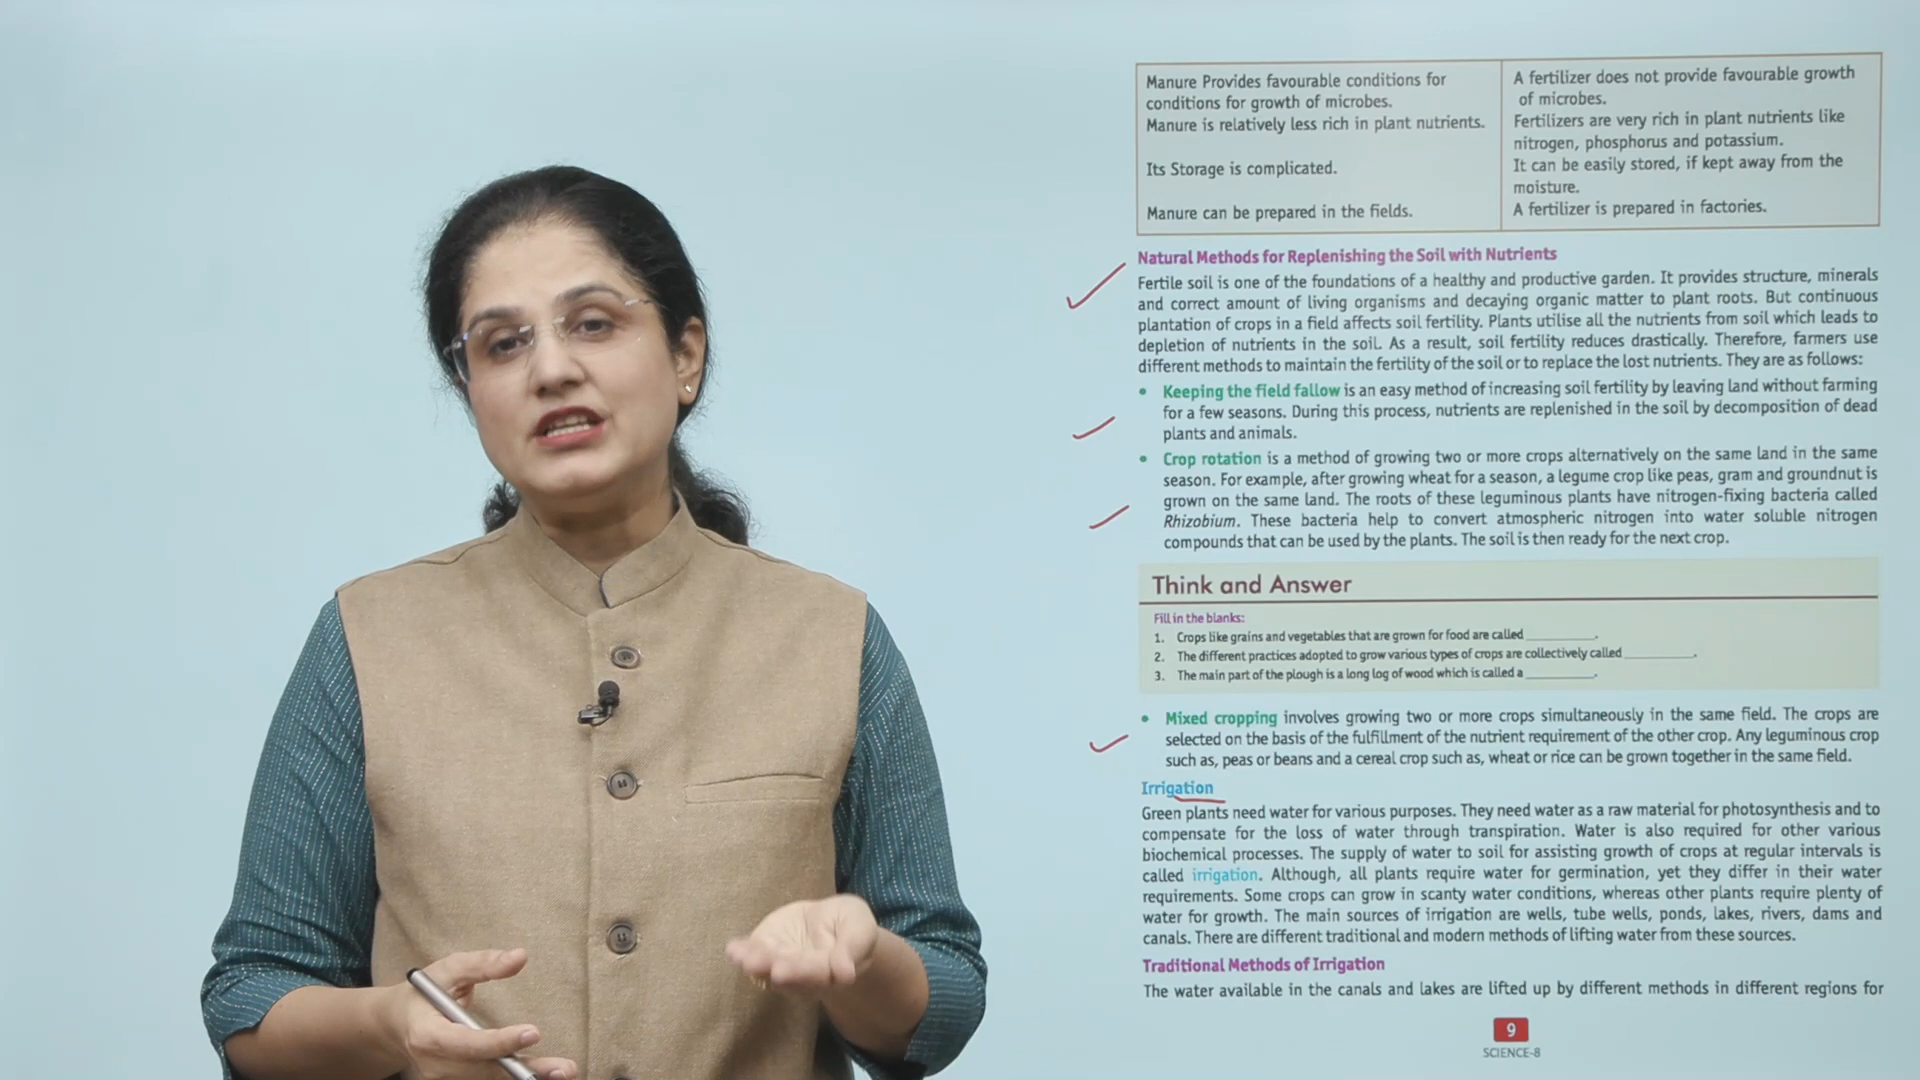 Manure Provides favourable conditions for
conditions for growth of microbes.
Manure is relatively less rich in plant nutrients.
Its Storage is complicated.
Manure can be prepared in the fields.
A fertilizer does not provide favourable growth
of microbes.
Fertilizers are very rich in plant nutrients like
nitrogen, phosphorus and potassium.
It can be easily stored, if kept away from the
moisture.
A fertilizer is prepared in factories.
Natural Methods for Replenishing the Soil with Nutrients
Fertile soil is one of the foundations of a healthy and productive garden. It provides structure, minerals
and correct amount of living organisms and decaying organic matter to plant roots. But continuous
plantation of crops in a field affects soil fertility. Plants utilise all the nutrients from soil which leads to
depletion of nutrients in the soil. As a result, soil fertility reduces drastically. Therefore, farmers use
different methods to maintain the fertility of the soil or to replace the lost nutrients. They are as follows:
• Keeping the field fallow is an easy method of increasing soil fertility by leaving land without farming
for a few seasons. During this process, nutrients are replenished in the soil by decomposition of dead
plants and animals.
• Crop rotation is a method of growing two or more crops alternatively on the same land in the same
season. For example, after growing wheat for a season, a legume crop like peas, gram and groundnut is
grown on the same land. The roots of these leguminous plants have nitrogen-fixing bacteria called
Rhizobium. These bacteria help to convert atmospheric nitrogen into water soluble nitrogen
compounds that can be used by the plants. The soil is then ready for the next crop.
Think and Answer
Fill in the blanks:
1. Crops like grains and vegetables that are grown for food are called __________.
2. The different practices adopted to grow various types of crops are collectively called __________.
3. The main part of the plough is a long log of wood which is called a __________.
• Mixed cropping involves growing two or more crops simultaneously in the same field. The crops are
selected on the basis of the fulfillment of the nutrient requirement of the other crop. Any leguminous crop
such as, peas or beans and a cereal crop such as, wheat or rice can be grown together in the same field.
Irrigation
Green plants need water for various purposes. They need water as a raw material for photosynthesis and to
compensate for the loss of water through transpiration. Water is also required for other various
biochemical processes. The supply of water to soil for assisting growth of crops at regular intervals is
called irrigation. Although, all plants require water for germination, yet they differ in their water
requirements. Some crops can grow in scanty water conditions, whereas other plants require plenty of
water for growth. The main sources of irrigation are wells, tube wells, ponds, lakes, rivers, dams and
canals. There are different traditional and modern methods of lifting water from these sources.
Traditional Methods of Irrigation
The water available in the canals and lakes are lifted up by different methods in different regions for
9
SCIENCE-8